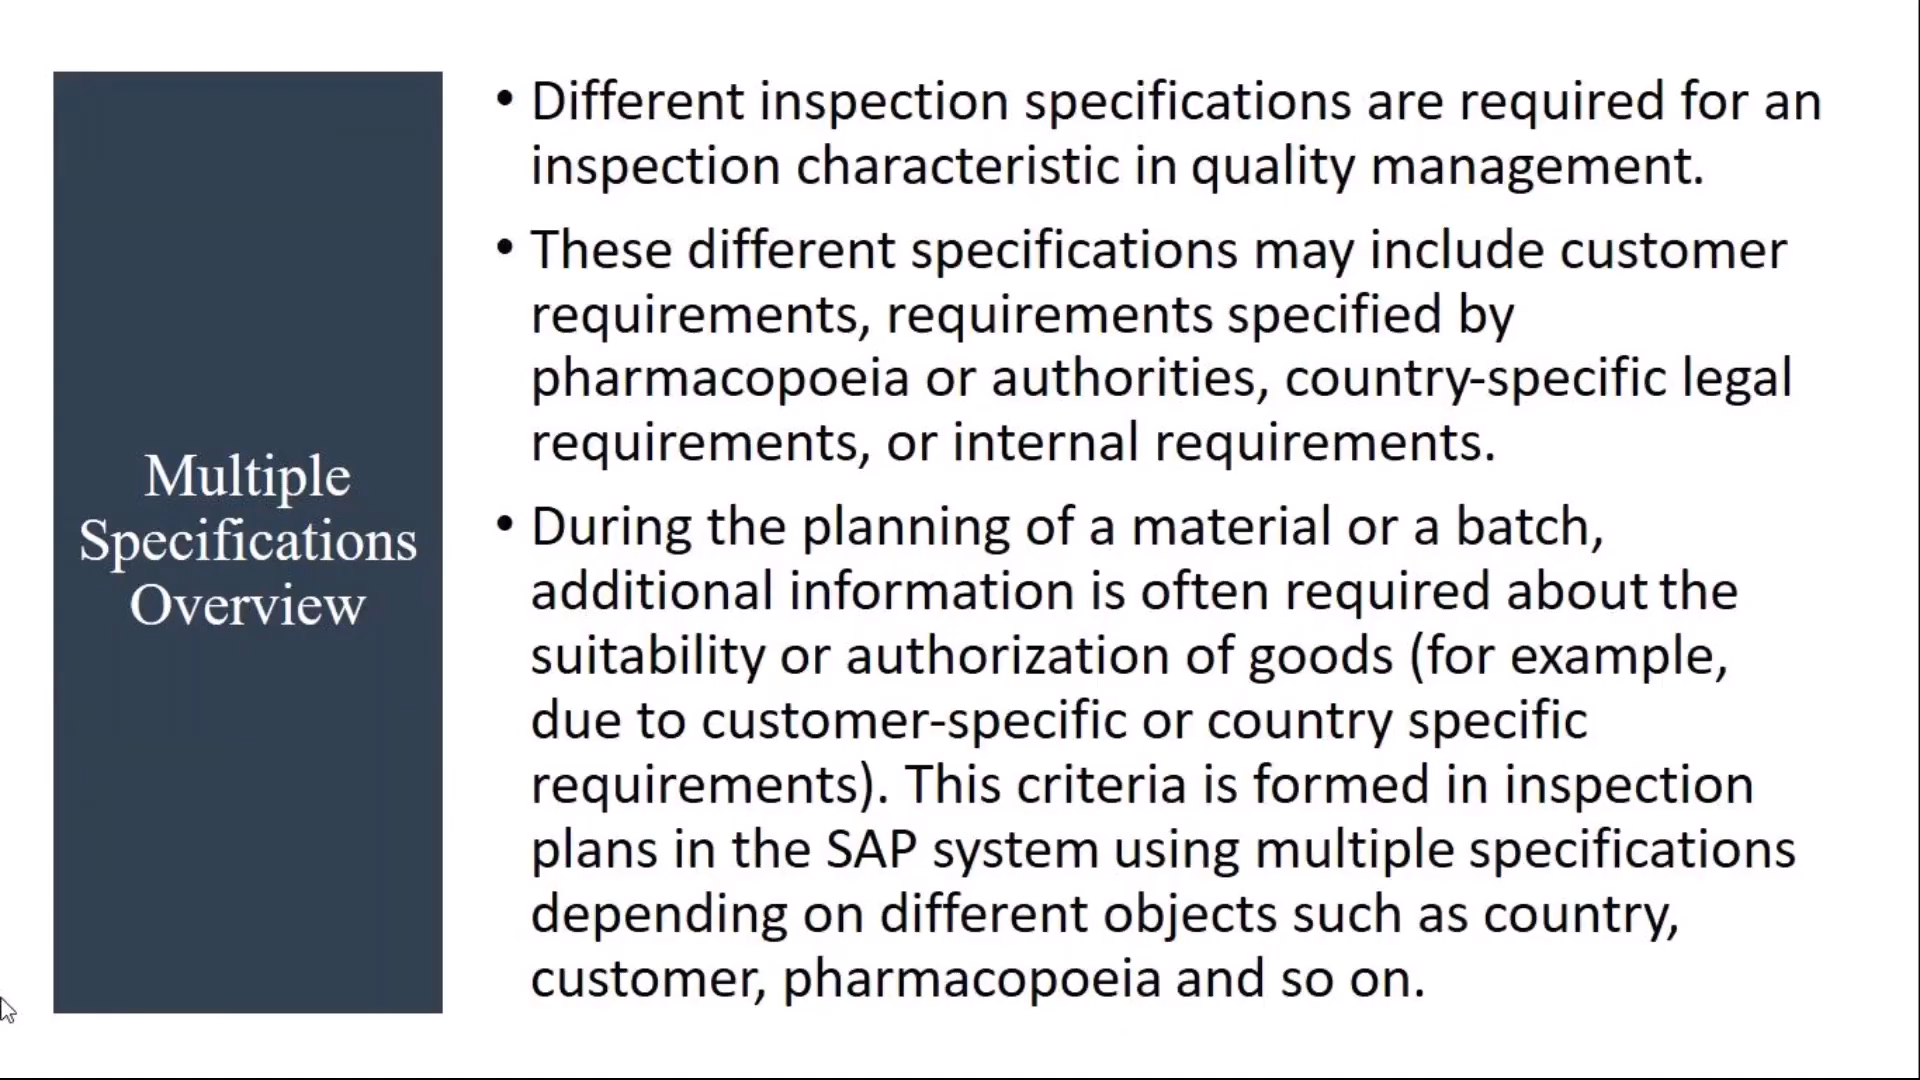 Multiple
Specifications
Overview
• Different inspection specifications are required for an
inspection characteristic in quality management.
• These different specifications may include customer
requirements, requirements specified by
pharmacopoeia or authorities, country-specific legal
requirements, or internal requirements.
• During the planning of a material or a batch,
additional information is often required about the
suitability or authorization of goods (for example,
due to customer-specific or country specific
requirements). This criteria is formed in inspection
plans in the SAP system using multiple specifications
depending on different objects such as country,
customer, pharmacopoeia and so on.